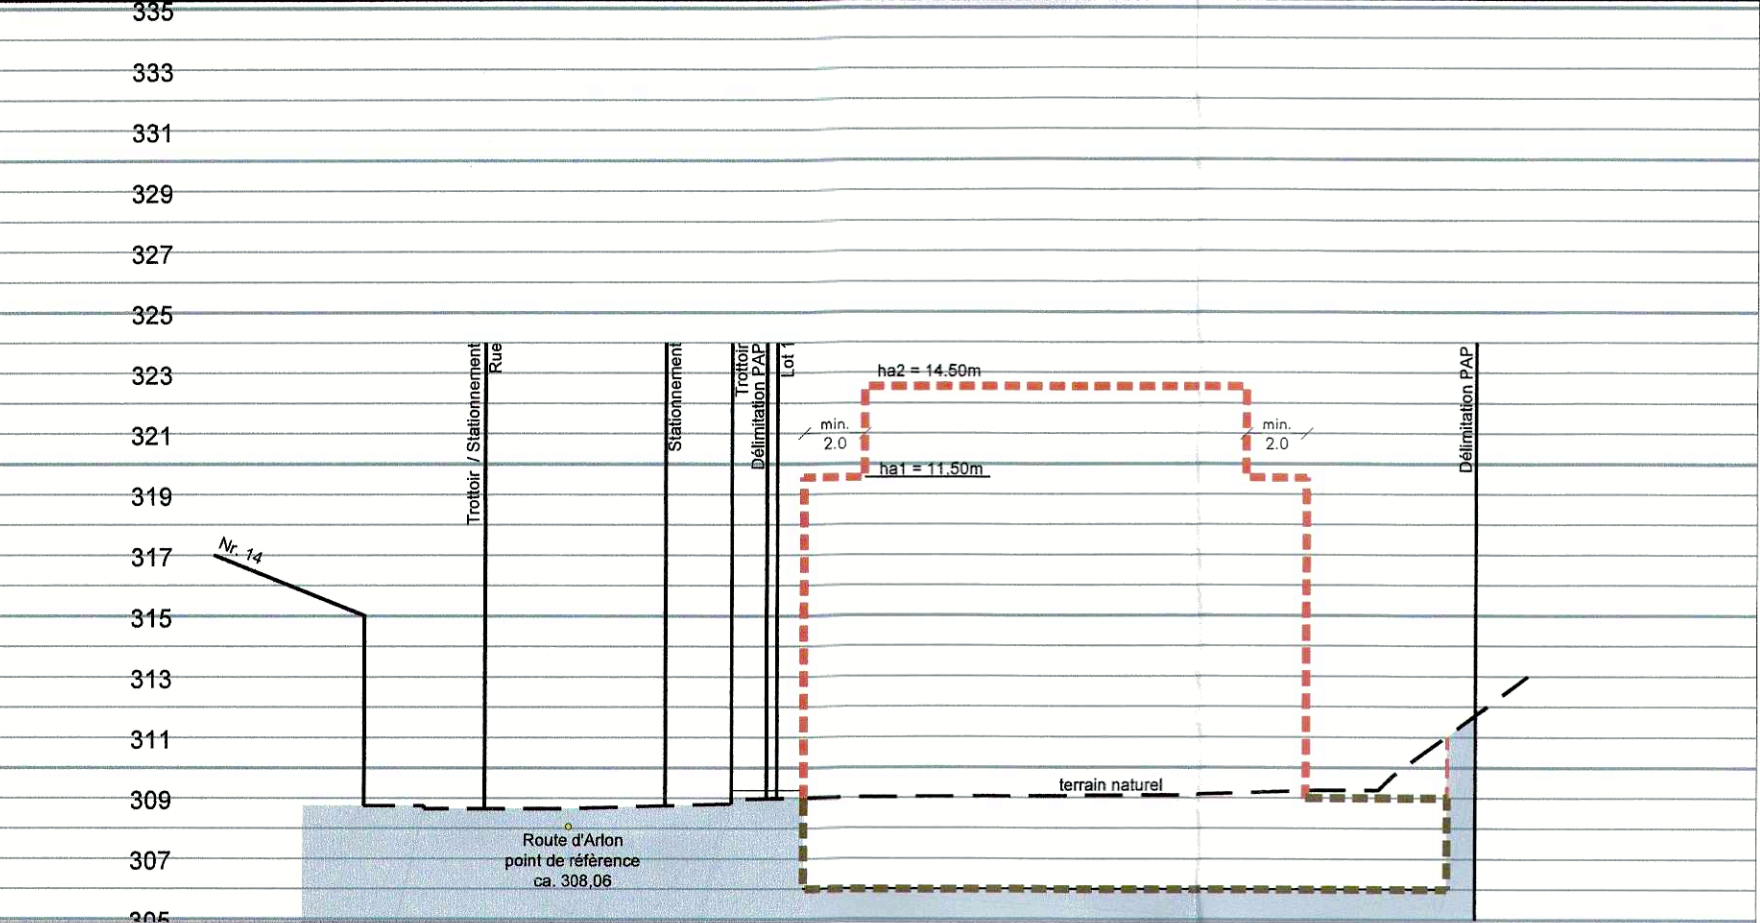 335
333
331
329
327
325
323
321
319
317
315
313
311
309
307
305
Nr. 14
Trottoir / Stationnement
Rue
Stationnement
Trottoir
Délimitation PAP
Lot 1
ha2 = 14.50m
min.
2.0
ha1 = 11.50m
min.
2.0
Délimitation PAP
terrain naturel
Route d'Arlon
point de réfèrence
ca. 308,06